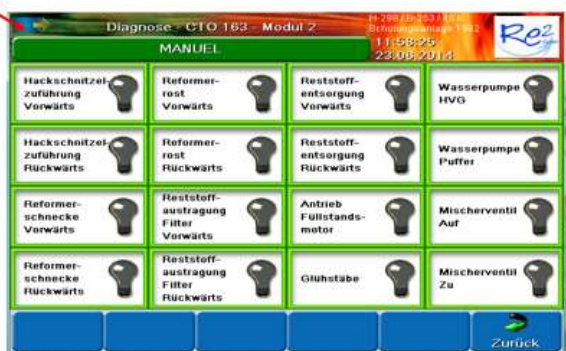 Diagnose - CTO 163 - Modul 2
11:58:25
23.06.2014
Re²
MANUEL
Hackschnitzel-
zuführung
Vorwärts
Reformer-
rost
Vorwärts
Reststoff-
entsorgung
Vorwärts
Wasserpumpe
HVG
Hackschnitzel-
zuführung
Rückwärts
Reformer-
rost
Rückwärts
Reststoff-
entsorgung
Rückwärts
Wasserpumpe
Puffer
Reformer-
schnecke
Vorwärts
Reststoff-
austragung
Filter
Vorwärts
Antrieb
Füllstands-
motor
Mischerventil
Auf
Reformer-
schnecke
Rückwärts
Reststoff-
austragung
Filter
Rückwärts
Glühstäbe
Mischerventil
Zu
Zurück